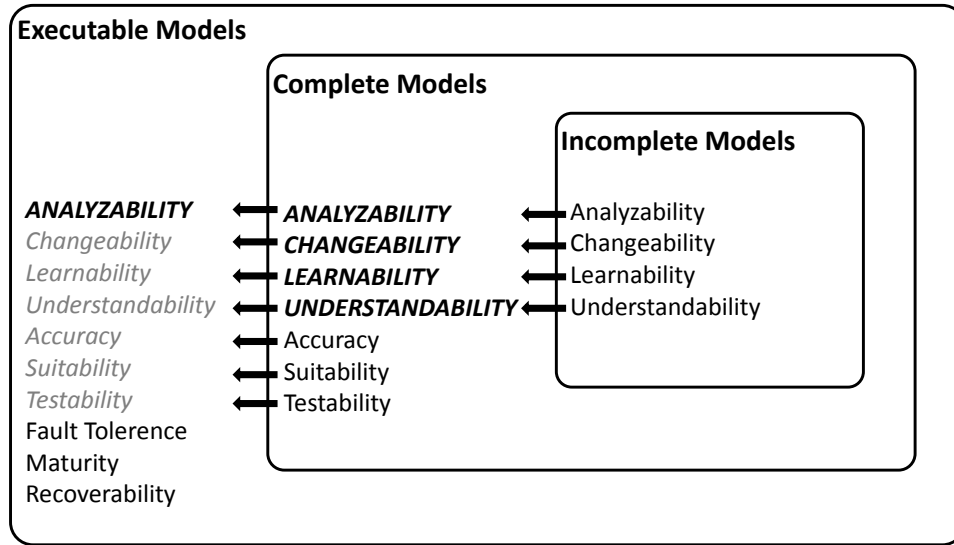 Executable Models
Complete Models
Incomplete Models
ANALYZABILITY
Changeability
Learnability
Understandability
Accuracy
Suitability
Testability
Fault Tolerence
Maturity
Recoverability
ANALYZABILITY
CHANGEABILITY
LEARNABILITY
UNDERSTANDABILITY
Accuracy
Suitability
Testability
Analyzability
Changeability
Learnability
Understandability